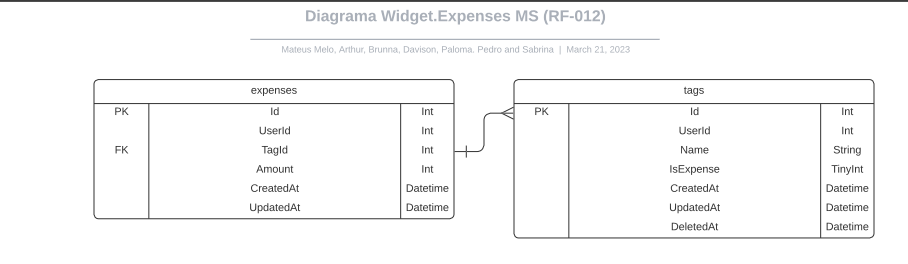 Diagrama Widget.Expenses MS (RF-012)
Mateus Melo, Arthur, Brunna, Davison, Paloma. Pedro and Sabrina | March 21, 2023
expenses
PK Id Int
UserId Int
FK TagId Int
Amount Int
CreatedAt Datetime
UpdatedAt Datetime
tags
PK Id Int
UserId Int
Name String
IsExpense TinyInt
CreatedAt Datetime
UpdatedAt Datetime
DeletedAt Datetime